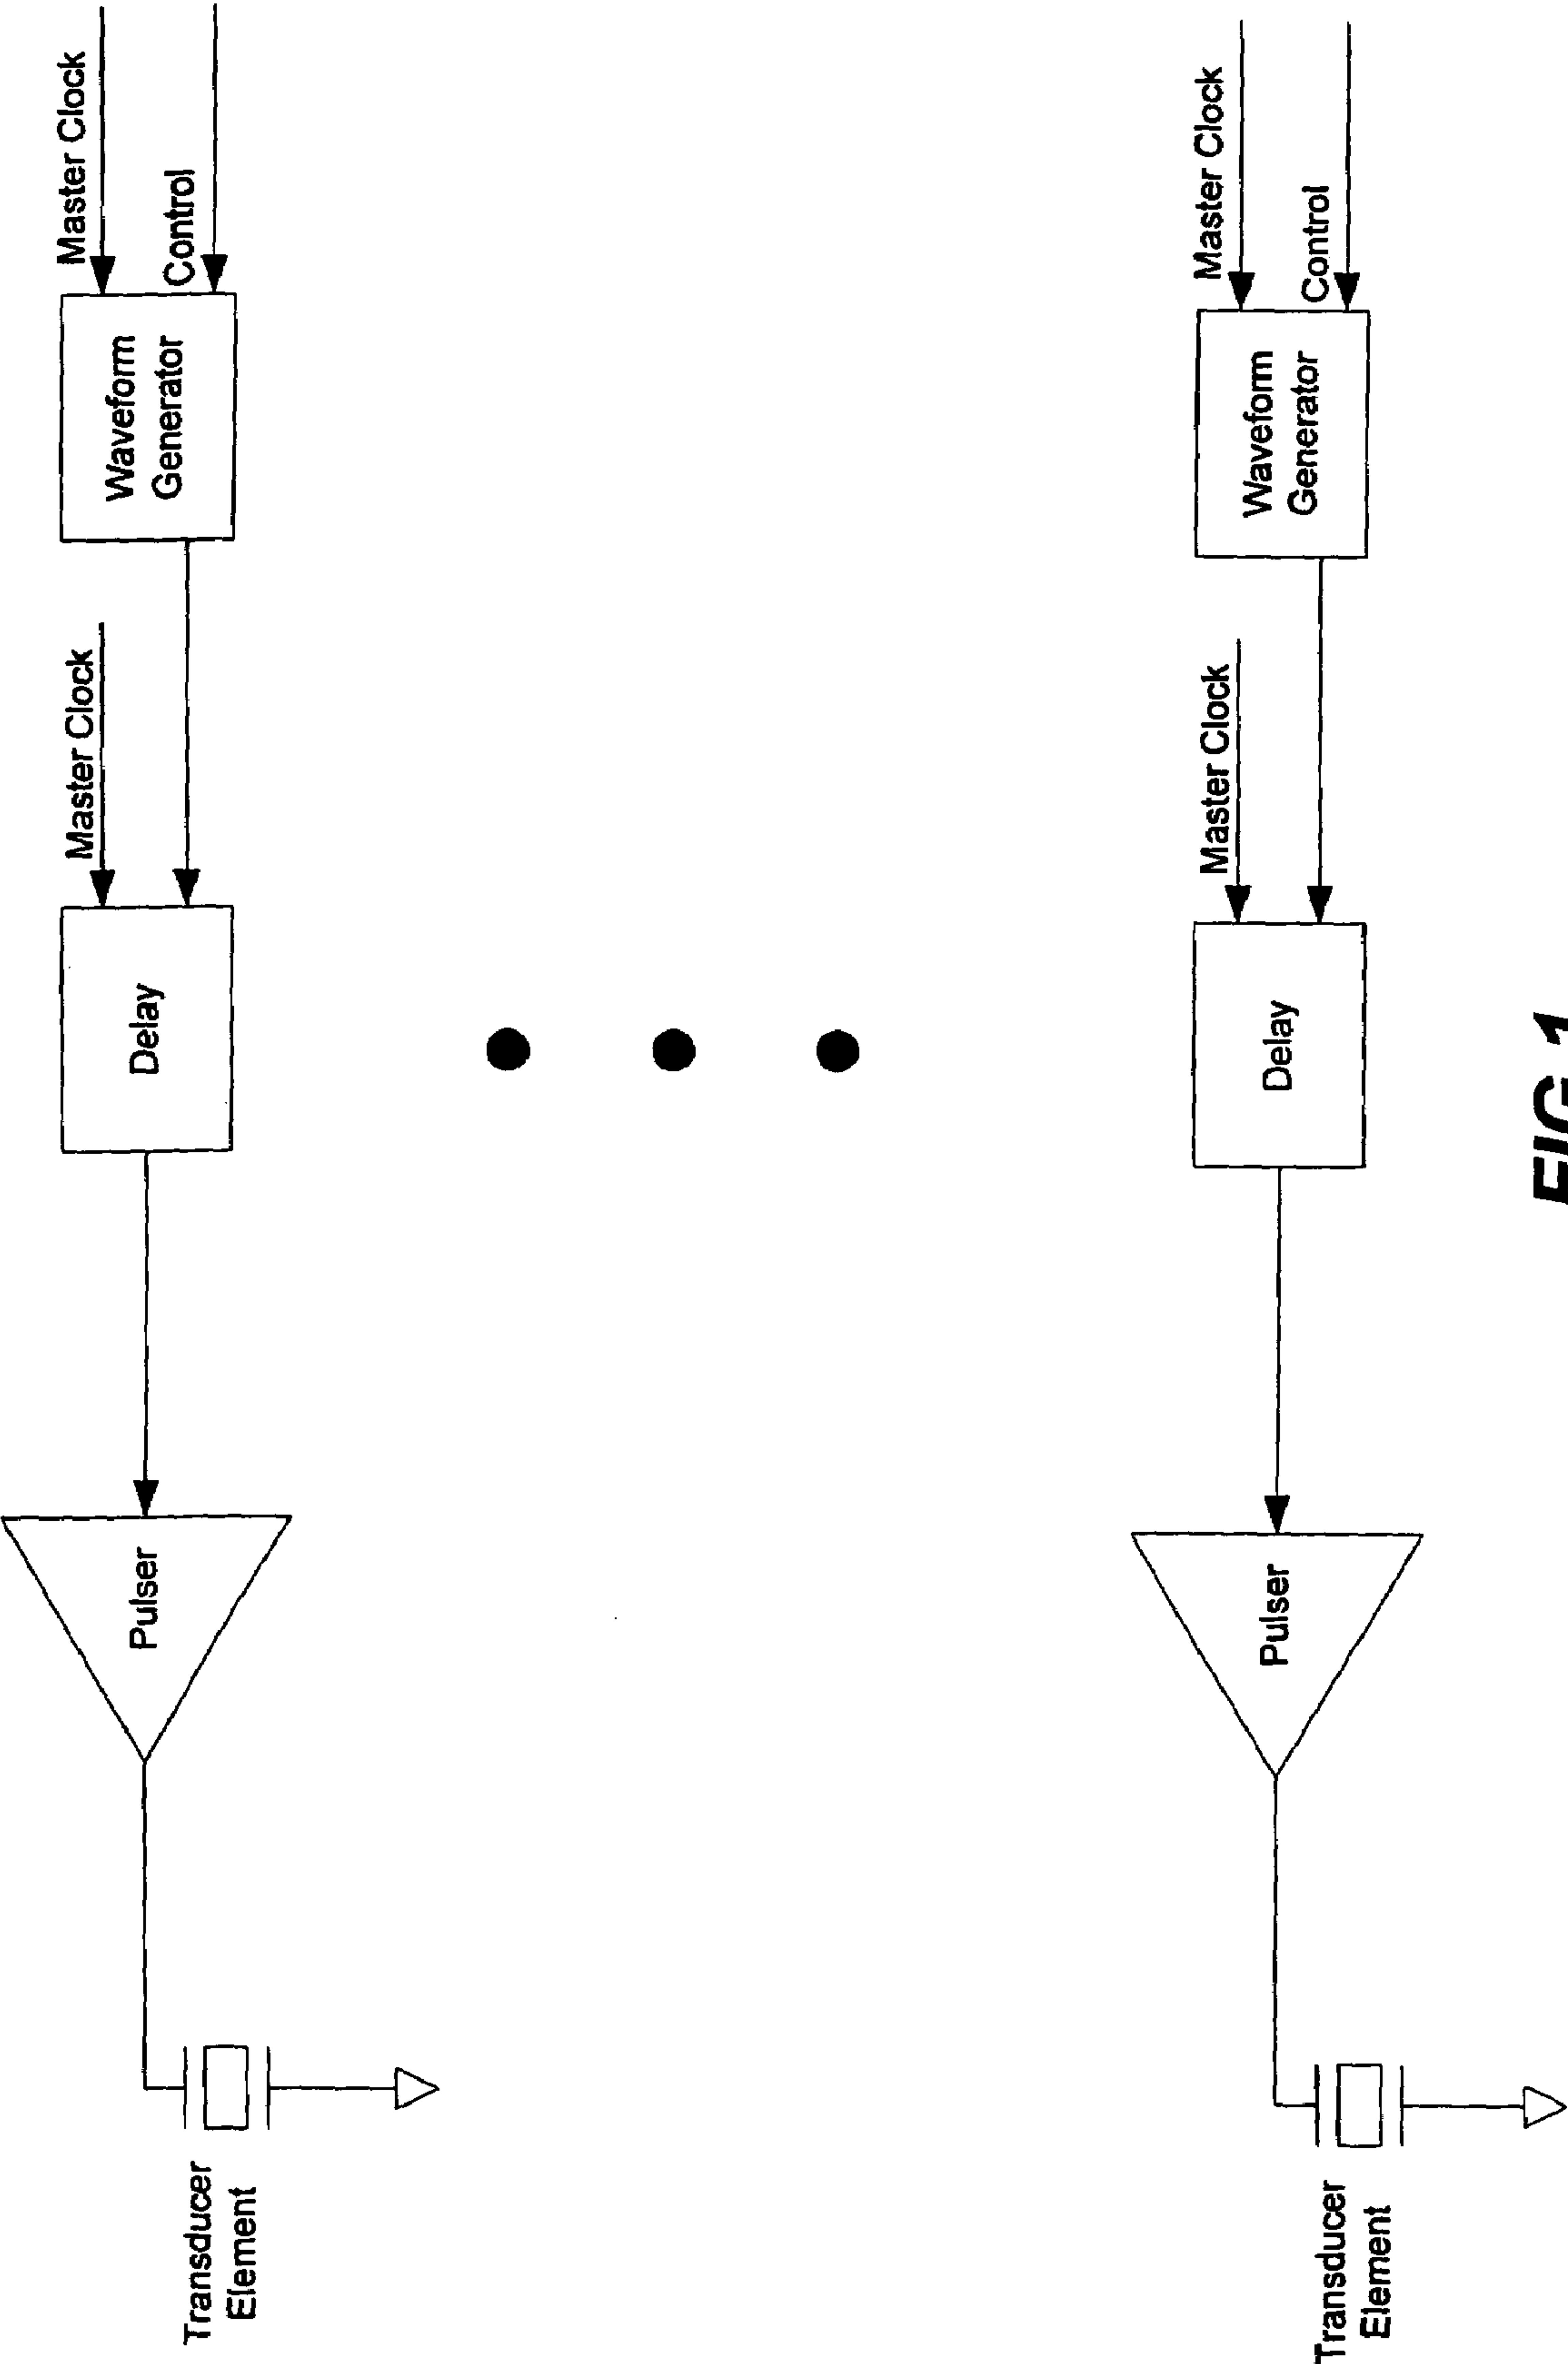 Master Clock
Control
Waveform
Generator
Master Clock
Delay
Pulser
Transducer
Element
Master Clock
Control
Waveform
Generator
Master Clock
Delay
Pulser
Transducer
Element
FIG 1